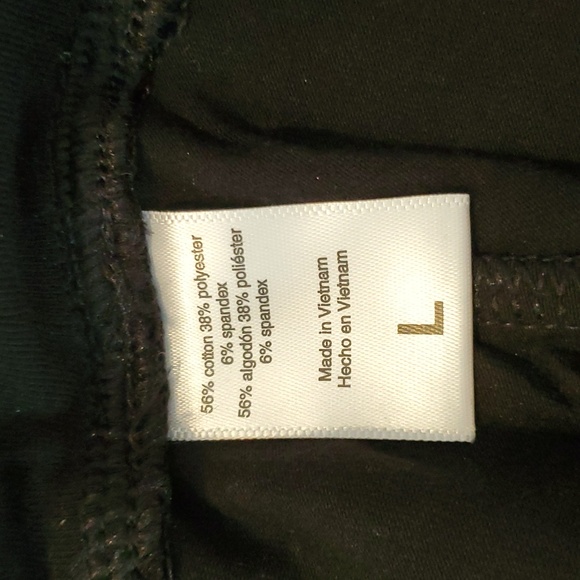 56% cotton 38% polyester
6% spandex
56% algodón 38% poliéster
6% spandex
Made in Vietnam
Hecho en Vietnam
L